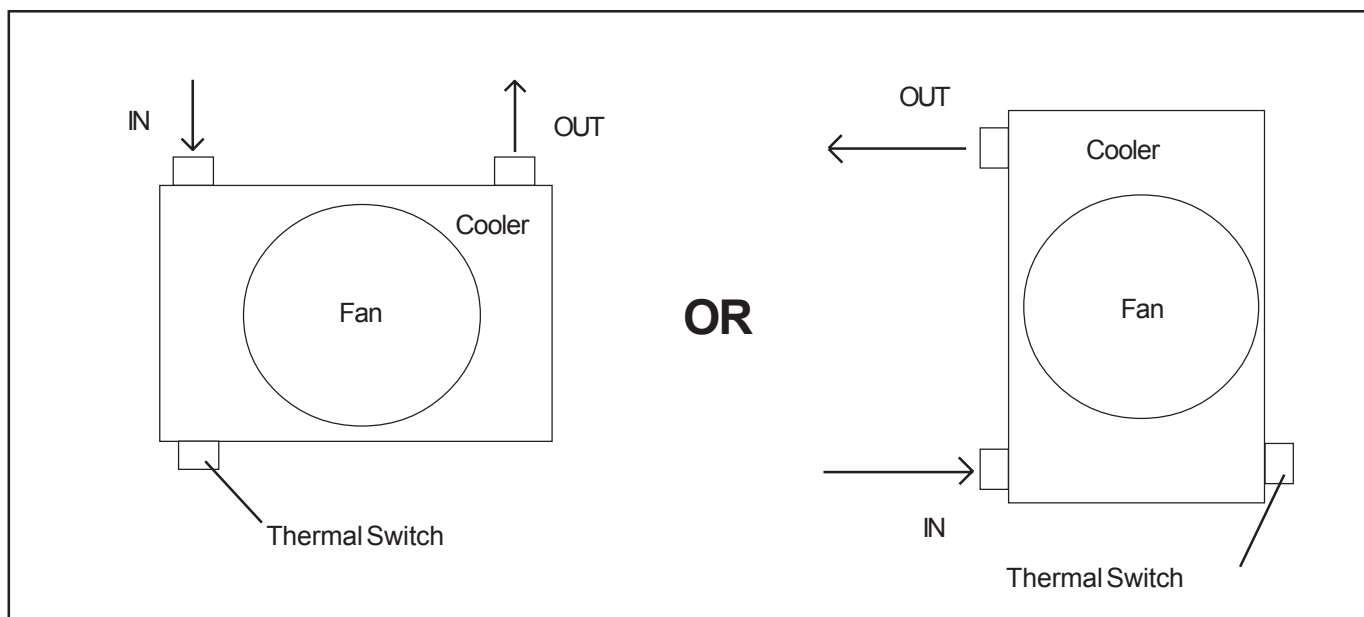 IN
OUT
Cooler
Fan
Thermal Switch
OR
OUT
Cooler
Fan
IN
Thermal Switch